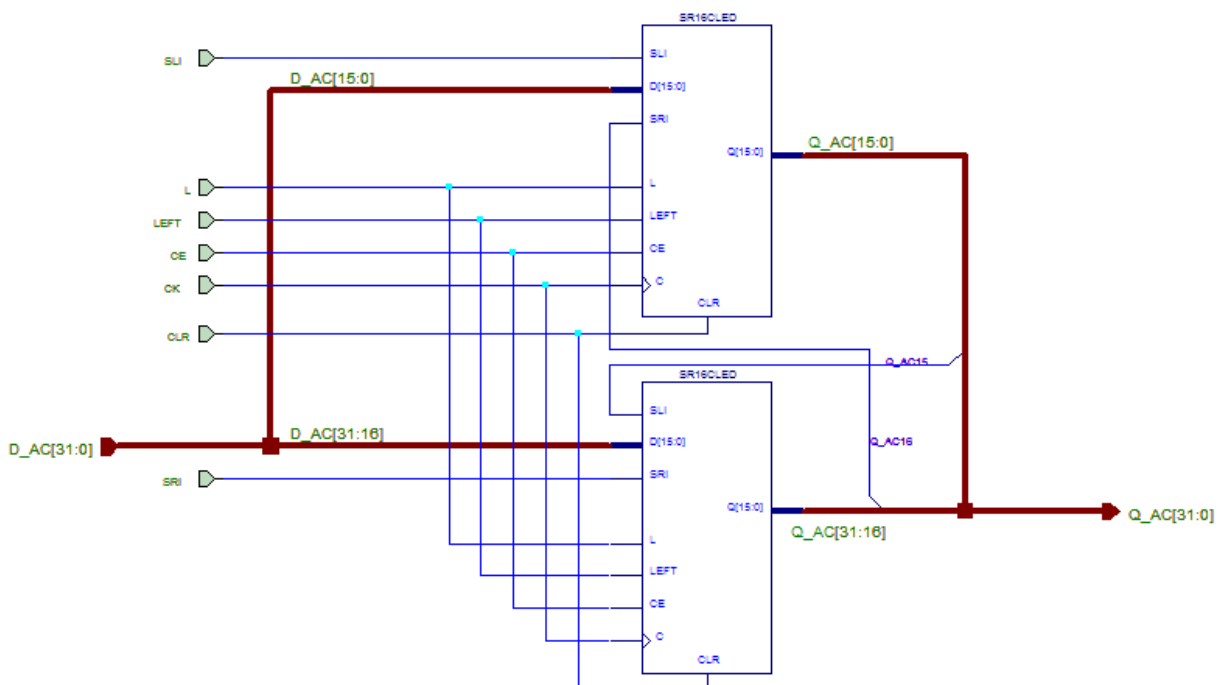 SR16CLED
SLI
SLI
D_AC[15:0]
D[15:0]
SRI
Q_AC[15:0]
Q[15:0]
L
L
LEFT
LEFT
CE
CE
CK
C
CLR
CLR
Q_AC15
SR16CLED
SLI
D_AC[31:0]
D_AC[31:16]
D[15:0]
Q_AC16
SRI
SRI
Q[15:0]
Q_AC[31:0]
Q_AC[31:16]
L
LEFT
CE
C
CLR